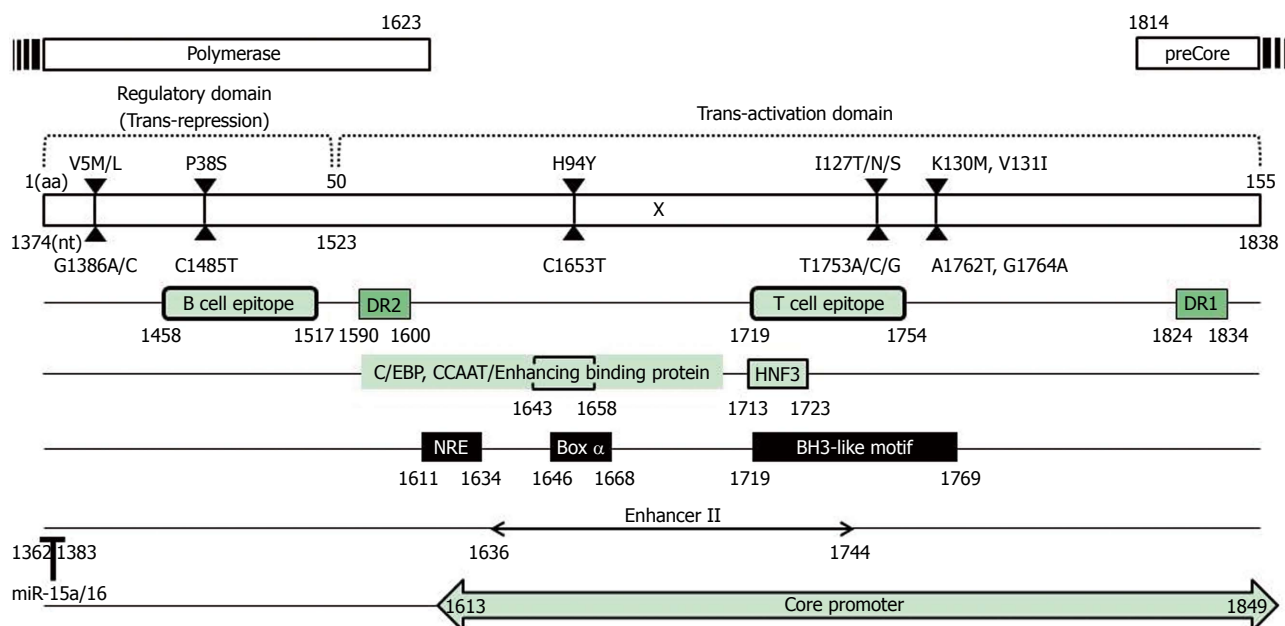 1623
1814
Polymerase
preCore
Regulatory domain
(Trans-repression)
Trans-activation domain
V5M/L
P38S
H94Y
I127T/N/S
K130M, V131I
1(aa)
50
155
X
1374(nt)
1523
1838
G1386A/C
C1485T
C1653T
T1753A/C/G
A1762T, G1764A
B cell epitope
DR2
T cell epitope
DR1
1458
1517
1590
1600
1719
1754
1824
1834
C/EBP, CCAAT/Enhancing binding protein
HNF3
1643
1658
1713
1723
NRE
Box α
BH3-like motif
1611
1634
1646
1668
1719
1769
Enhancer II
1362
1383
1636
1744
miR-15a/16
1613
Core promoter
1849